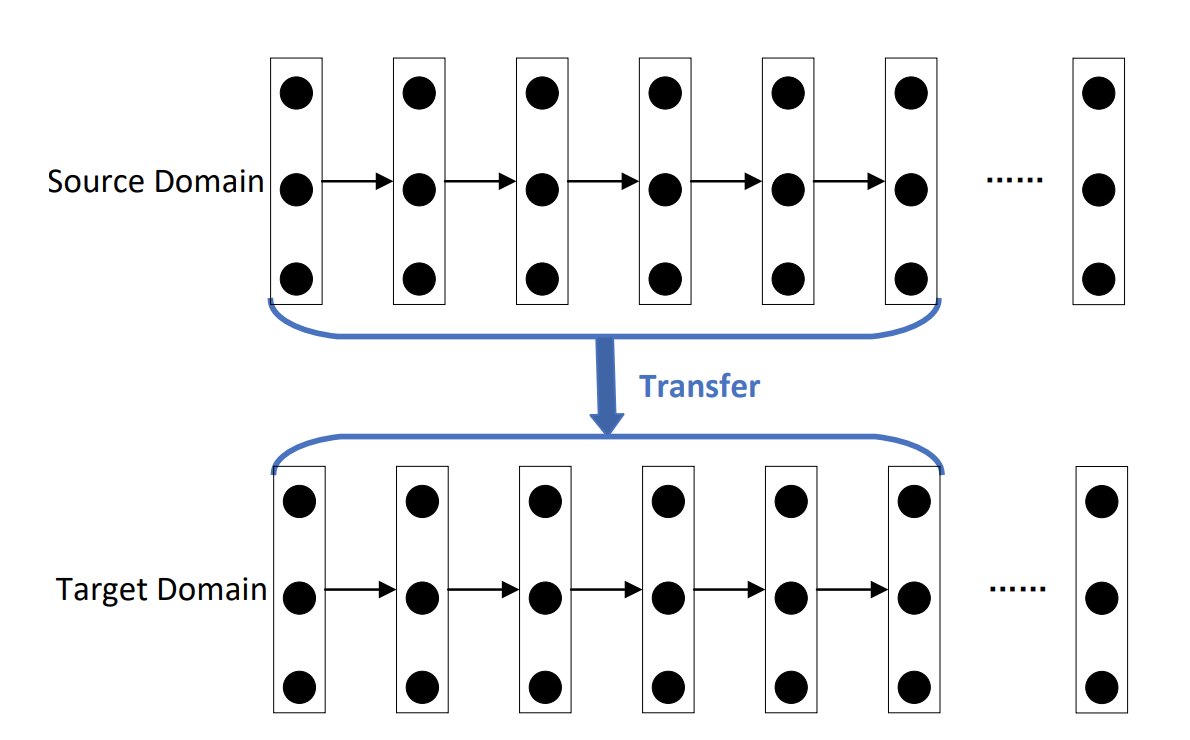 Source Domain
......
Transfer
Target Domain
......